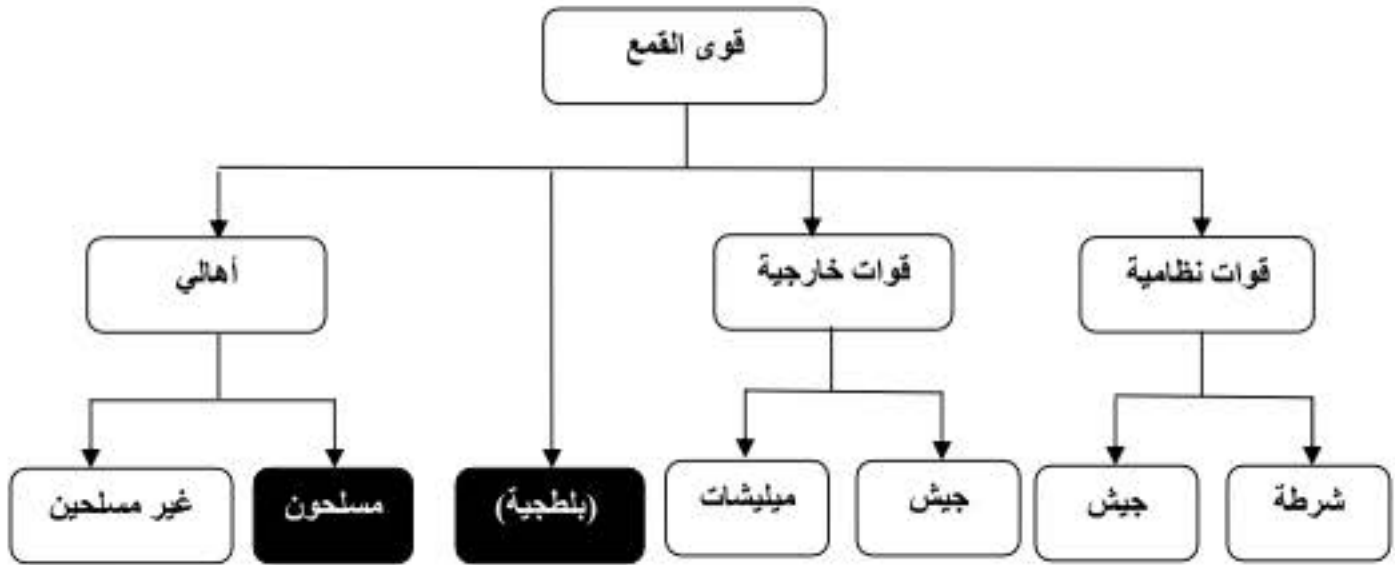 قوى القمع
قوات نظامية
قوات خارجية
أهالي
شرطة
جيش
جيش
ميليشات
(بلطجية)
مسلحون
غير مسلحين